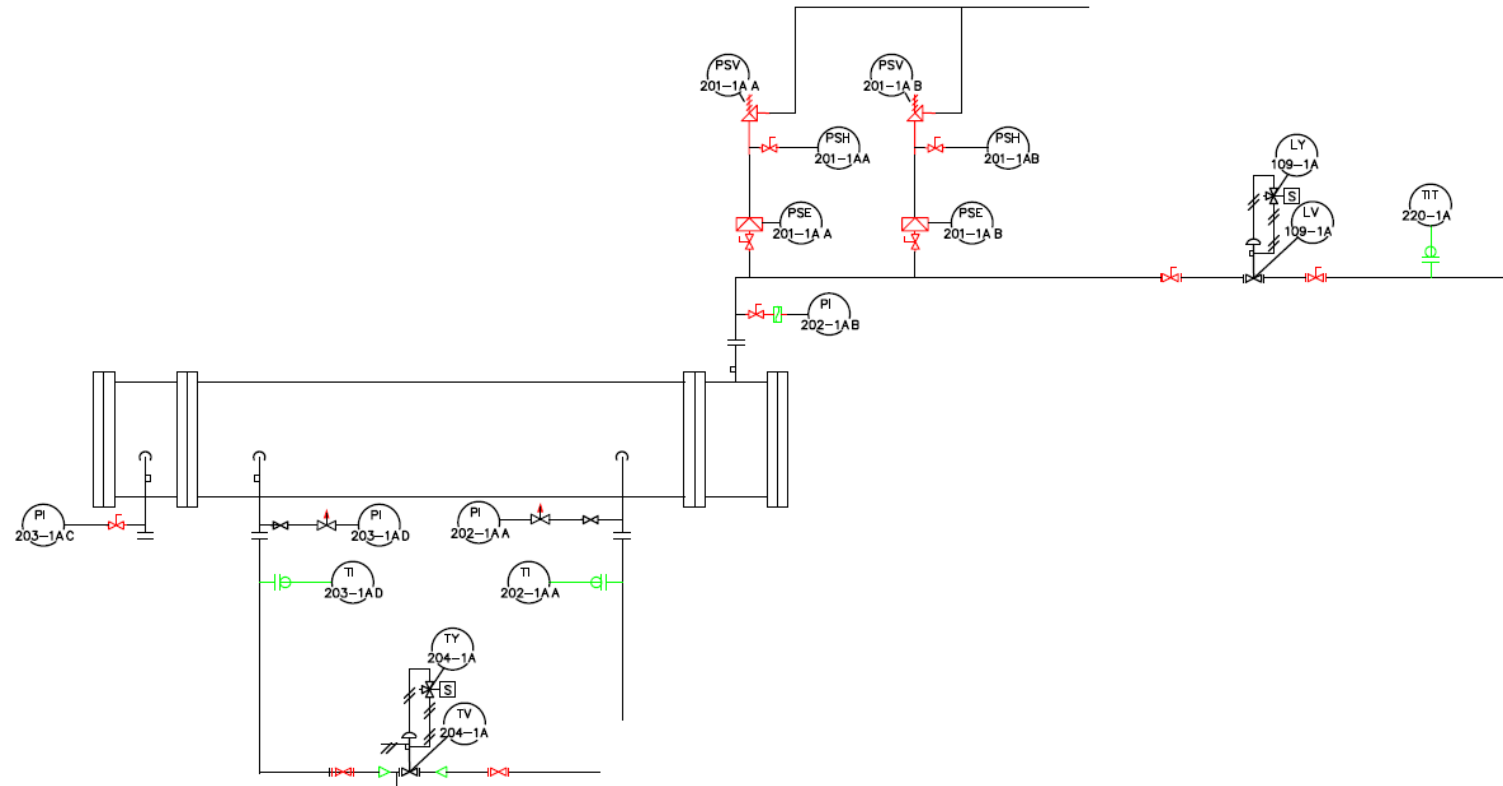 PSV
201-1A A
PSV
201-1A B
PSH
201-1AA
PSH
201-1AB
LY
109-1A
S
TIT
220-1A
PSE
201-1A A
PSE
201-1A B
LV
109-1A
PI
202-1AB
PI
203-1AC
PI
203-1AD
PI
202-1AA
TI
203-1AD
TI
202-1AA
TY
204-1A
S
TV
204-1A